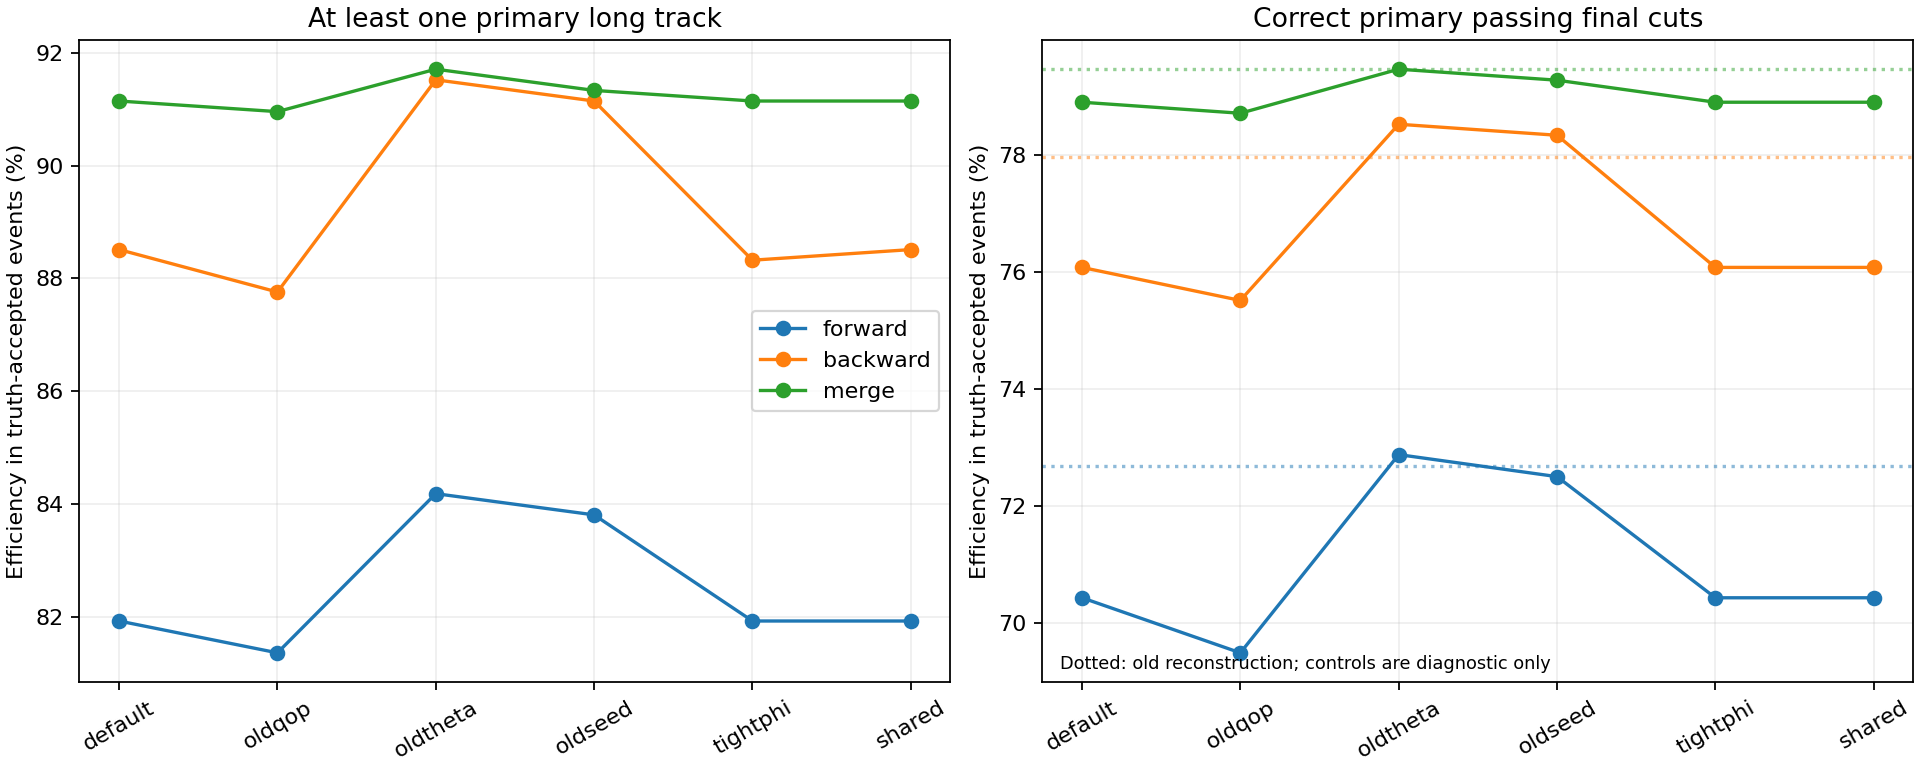 At least one primary long track
Efficiency in truth-accepted events (%)
92
90
88
86
84
82
forward
backward
merge
default
oldqop
oldtheta
oldseed
tightphi
shared
Correct primary passing final cuts
Efficiency in truth-accepted events (%)
78
76
74
72
70
Dotted: old reconstruction; controls are diagnostic only
default
oldqop
oldtheta
oldseed
tightphi
shared